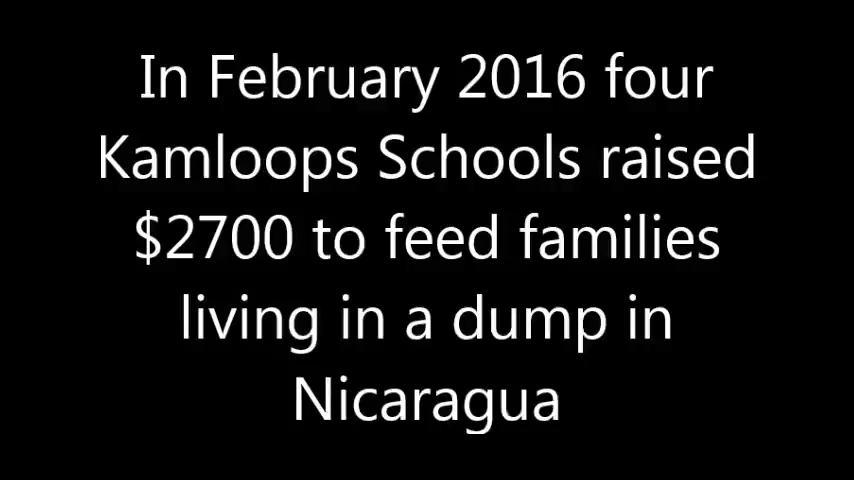 In February 2016 four
Kamloops Schools raised
$2700 to feed families
living in a dump in
Nicaragua